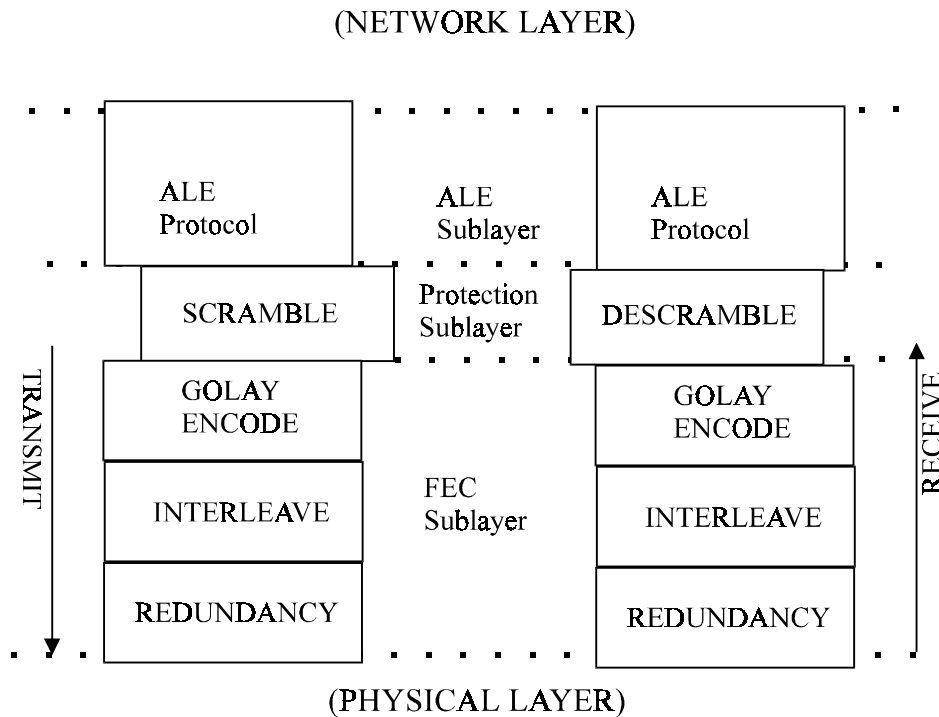 (NETWORK LAYER)
ALE
Protocol
ALE
Sublayer
ALE
Protocol
SCRAMBLE
Protection
Sublayer
DESCRAMBLE
TRANSMIT
GOLAY
ENCODE
GOLAY
ENCODE
RECEIVE
FEC
Sublayer
INTERLEAVE
INTERLEAVE
REDUNDANCY
REDUNDANCY
(PHYSICAL LAYER)